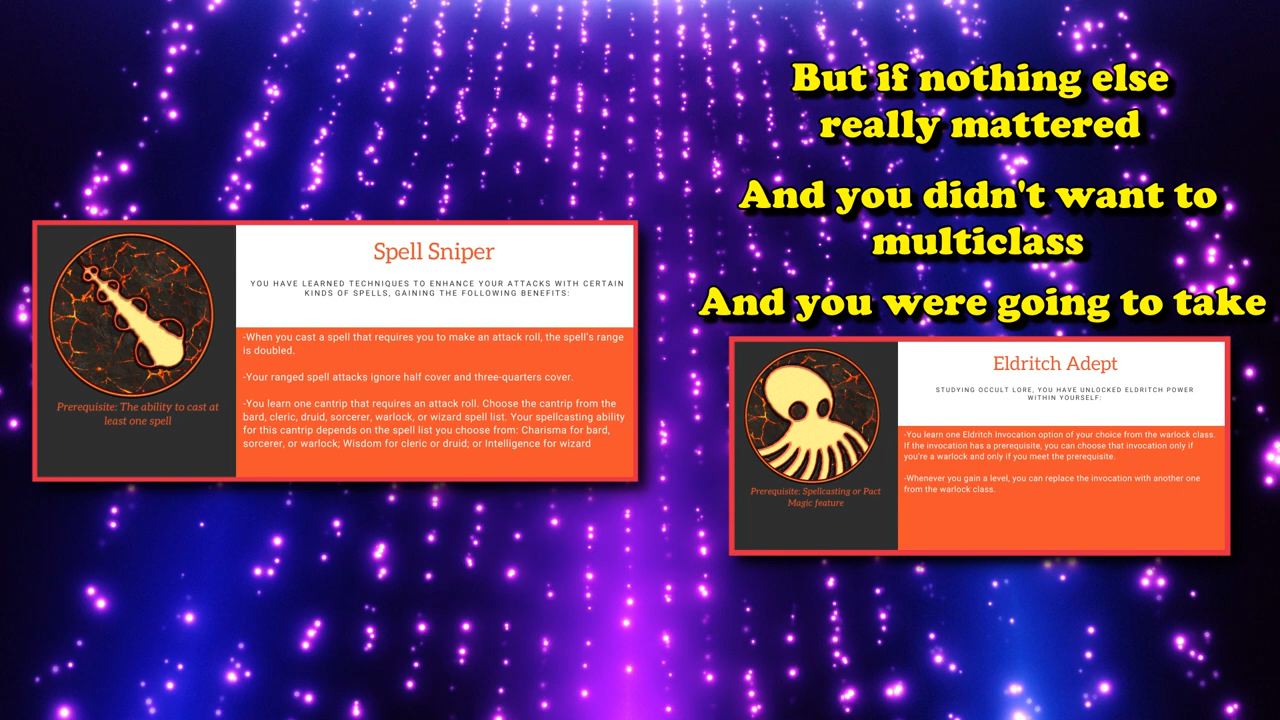 But if nothing else
really mattered
And you didn't want to
multiclass
And you were going to take
Spell Sniper
YOU HAVE LEARNED TECHNIQUES TO ENHANCE YOUR ATTACKS WITH CERTAIN
KINDS OF SPELLS, GAINING THE FOLLOWING BENEFITS:
-When you cast a spell that requires you to make an attack roll, the spell's range
is doubled.
-Your ranged spell attacks ignore half cover and three-quarters cover.
-You learn one cantrip that requires an attack roll. Choose the cantrip from the
bard, cleric, druid, sorcerer, warlock, or wizard spell list. Your spellcasting ability
for this cantrip depends on the spell list you choose from: Charisma for bard,
sorcerer, or warlock; Wisdom for cleric or druid; or Intelligence for wizard
Prerequisite: The ability to cast at
least one spell
Eldritch Adept
STUDYING OCCULT LORE, YOU HAVE UNLOCKED ELDRITCH POWER
WITHIN YOURSELF:
-You learn one Eldritch Invocation option of your choice from the warlock class.
If the invocation has a prerequisite, you can choose that invocation only if
you're a warlock and only if you meet the prerequisite.
-Whenever you gain a level, you can replace the invocation with another one
from the warlock class.
Prerequisite: Spellcasting or Pact
Magic feature